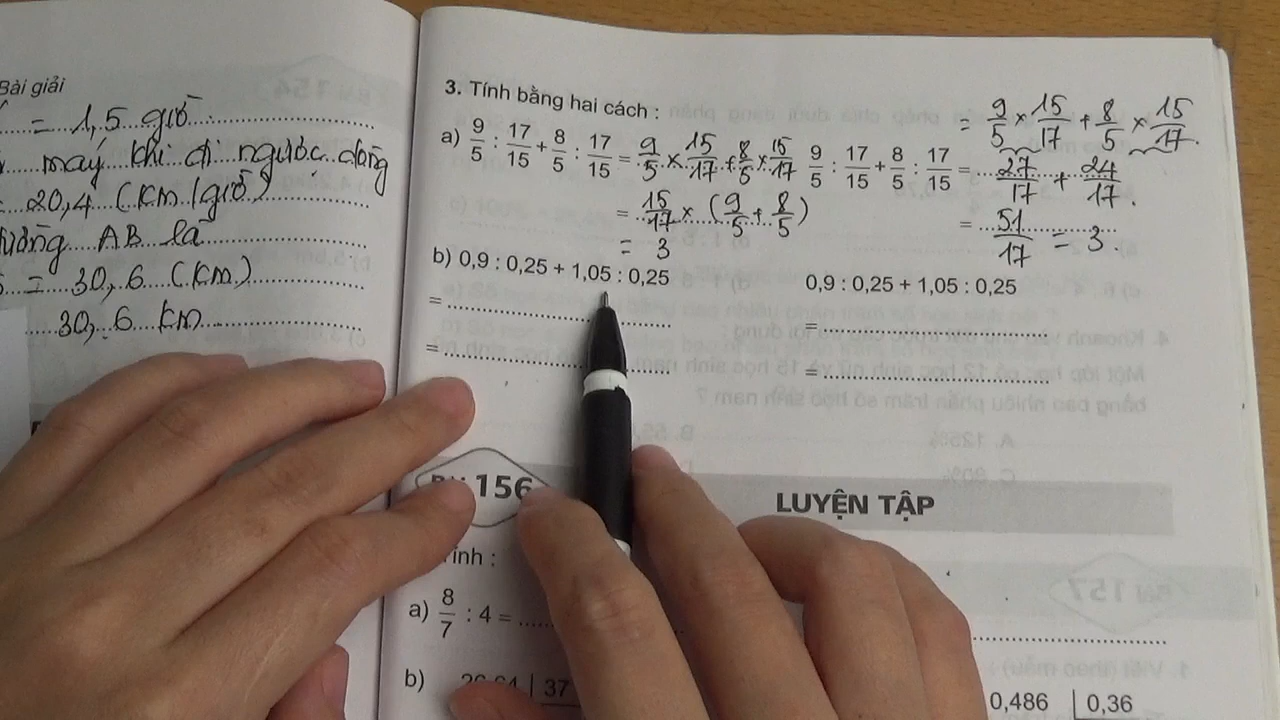 Bài giải
= 1,5 giờ
máy khi đi ngược dòng
= 20,4 (km/giờ)
AB là
= 30,6 (km)
30,6 km
3. Tính bằng hai cách :
a) 9/5 : 17/15 + 8/5 : 17/15 = 9/5 × 15/17 + 8/5 × 15/17
= 15/17 × (9/5 + 8/5)
= 3
9/5 : 17/15 + 8/5 : 17/15
= 9/5 × 15/17 + 8/5 × 15/17
= 27/17 + 24/17
= 51/17 = 3
b) 0,9 : 0,25 + 1,05 : 0,25
=
=
0,9 : 0,25 + 1,05 : 0,25
=
=
156
LUYỆN TẬP
a) 8/7 : 4 =
b)
37
0,486 | 0,36